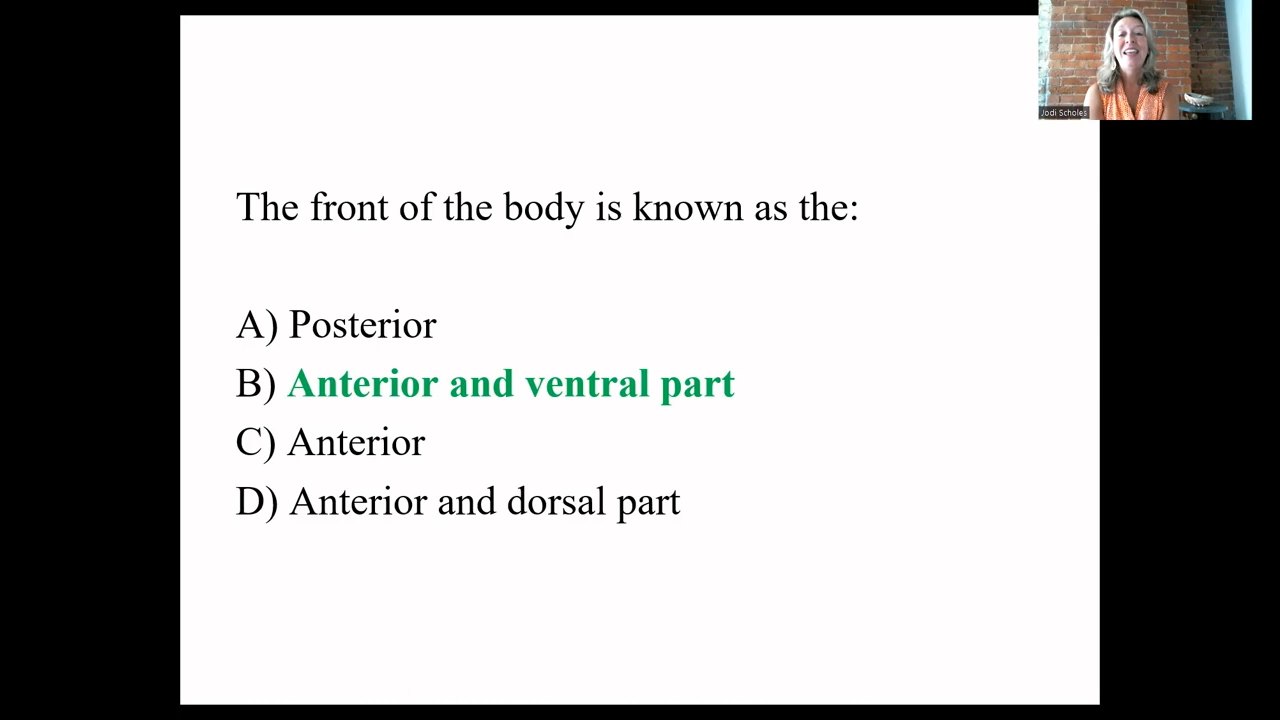 Jodi Scholes
The front of the body is known as the:
A) Posterior
B) Anterior and ventral part
C) Anterior
D) Anterior and dorsal part